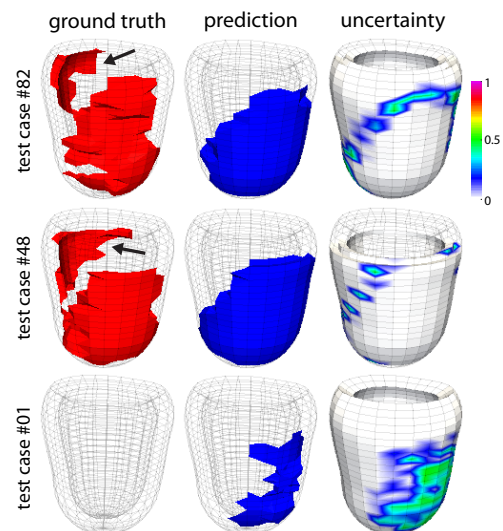 ground truth prediction uncertainty
test case #82
1
0.5
0
test case #48
test case #01